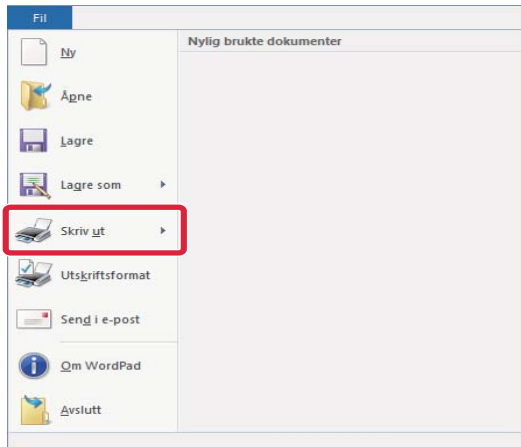 Fil
Nylig brukte dokumenter
Ny
Åpne
Lagre
Lagre som
Skriv ut
Utskriftsformat
Send i e-post
Om WordPad
Avslutt